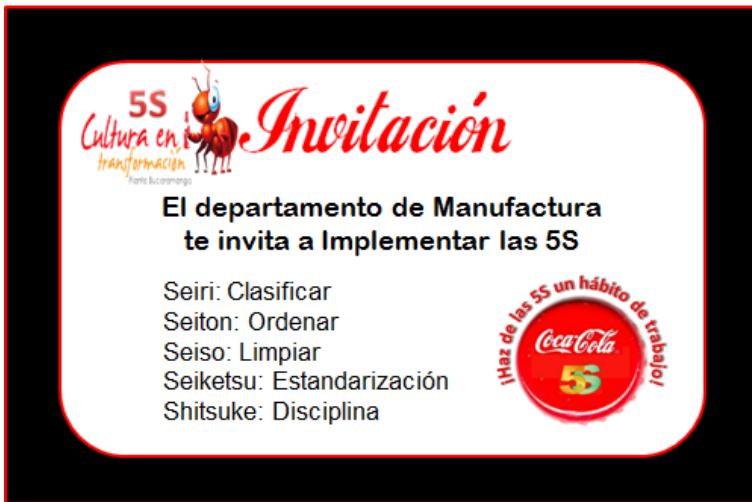 5S
Cultura en
transformación
Planta Bucaramanga
Invitación
El departamento de Manufactura
te invita a Implementar las 5S
Seiri: Clasificar
Seiton: Ordenar
Seiso: Limpiar
Seiketsu: Estandarización
Shitsuke: Disciplina
¡Haz de las 5S un hábito de trabajo!
Coca-Cola
5S